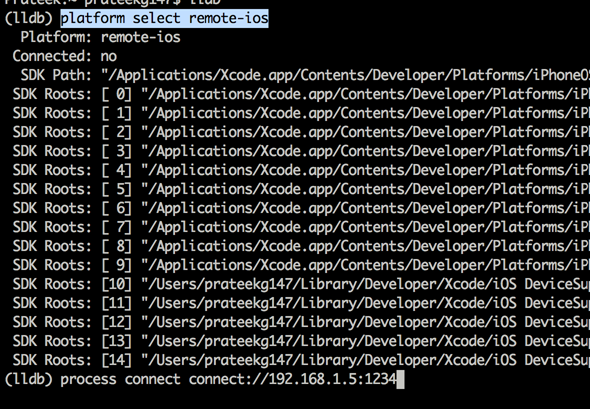 Prateek:~ prateekg147$ lldb
(lldb) platform select remote-ios
Platform: remote-ios
Connected: no
SDK Path: "/Applications/Xcode.app/Contents/Developer/Platforms/iPhoneOS
SDK Roots: [ 0] "/Applications/Xcode.app/Contents/Developer/Platforms/iPh
SDK Roots: [ 1] "/Applications/Xcode.app/Contents/Developer/Platforms/iPh
SDK Roots: [ 2] "/Applications/Xcode.app/Contents/Developer/Platforms/iPh
SDK Roots: [ 3] "/Applications/Xcode.app/Contents/Developer/Platforms/iPh
SDK Roots: [ 4] "/Applications/Xcode.app/Contents/Developer/Platforms/iPh
SDK Roots: [ 5] "/Applications/Xcode.app/Contents/Developer/Platforms/iPh
SDK Roots: [ 6] "/Applications/Xcode.app/Contents/Developer/Platforms/iPh
SDK Roots: [ 7] "/Applications/Xcode.app/Contents/Developer/Platforms/iPh
SDK Roots: [ 8] "/Applications/Xcode.app/Contents/Developer/Platforms/iPh
SDK Roots: [ 9] "/Applications/Xcode.app/Contents/Developer/Platforms/iPh
SDK Roots: [10] "/Users/prateekg147/Library/Developer/Xcode/iOS DeviceSup
SDK Roots: [11] "/Users/prateekg147/Library/Developer/Xcode/iOS DeviceSup
SDK Roots: [12] "/Users/prateekg147/Library/Developer/Xcode/iOS DeviceSup
SDK Roots: [13] "/Users/prateekg147/Library/Developer/Xcode/iOS DeviceSup
SDK Roots: [14] "/Users/prateekg147/Library/Developer/Xcode/iOS DeviceSup
(lldb) process connect connect://192.168.1.5:1234